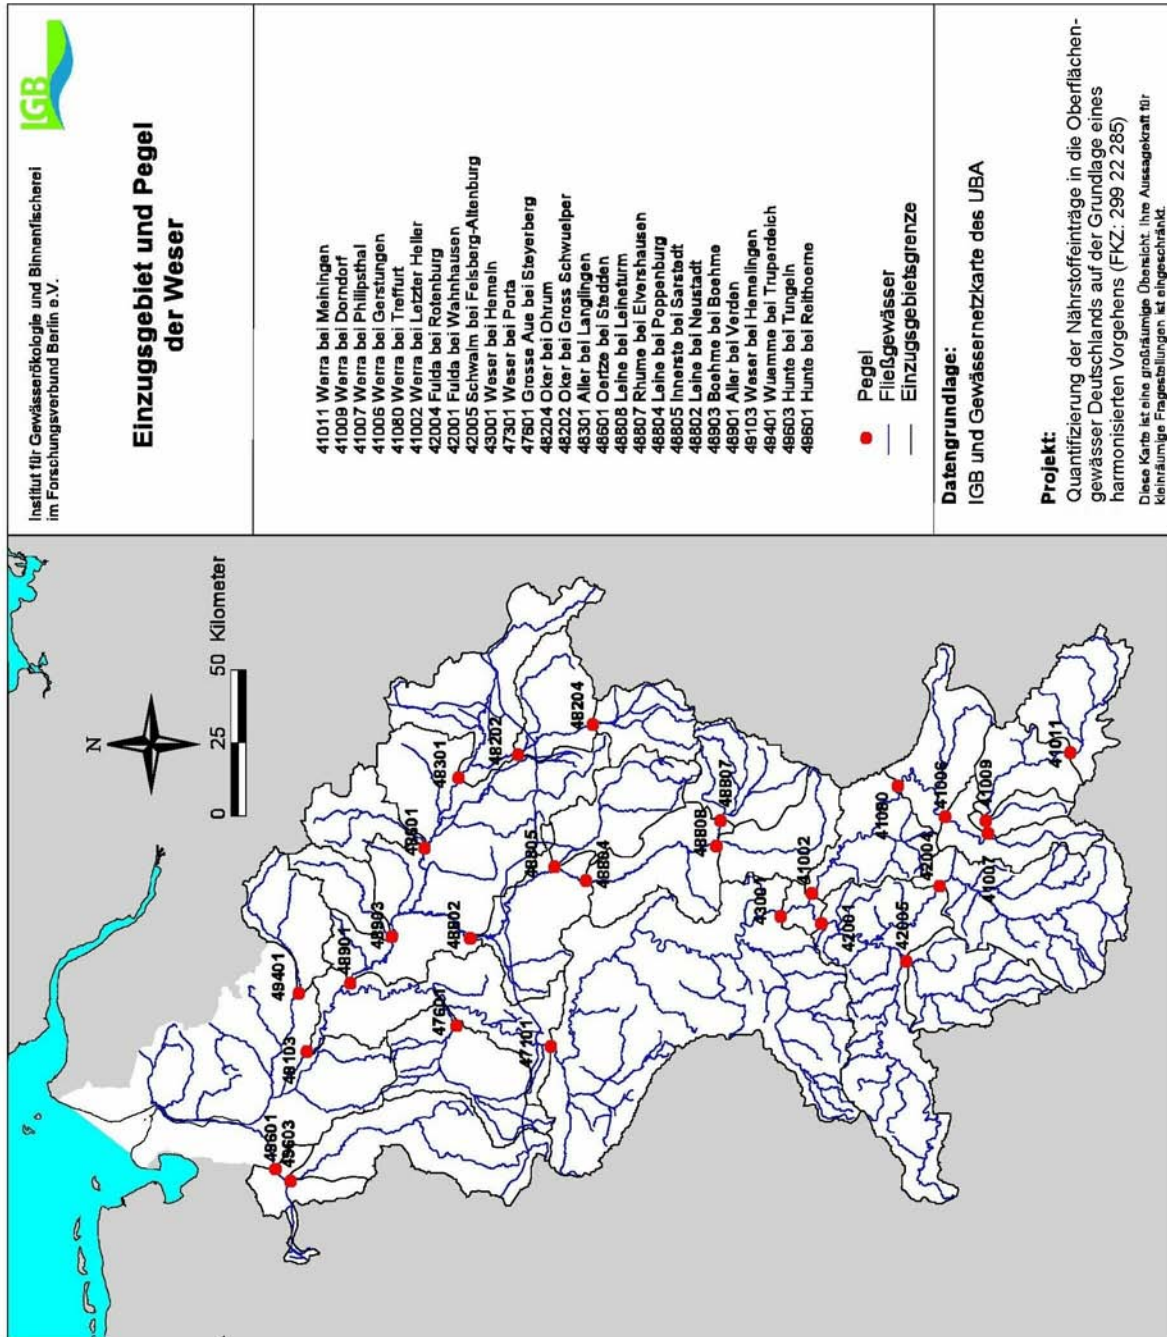 Institut für Gewässerökologie und Binnenfischerei
im Forschungsverbund Berlin e.V.
IGB
Einzugsgebiet und Pegel
der Weser
41011 Werra bei Meiningen
41009 Werra bei Dorndorf
41007 Werra bei Philipsthal
41006 Werra bei Gerstungen
41080 Werra bei Treffurt
41002 Werra bei Letzter Heller
42004 Fulda bei Rotenburg
42001 Fulda bei Wahnhausen
42005 Schwalm bei Felsberg-Altenburg
43001 Weser bei Hemeln
47301 Weser bei Porta
47601 Grosse Aue bei Steyerberg
48204 Oker bei Ohrum
48202 Oker bei Gross Schwuelper
48301 Aller bei Langlingen
48601 Oertze bei Stedden
48808 Leine bei Leineturm
48807 Rhume bei Elvershausen
48804 Leine bei Poppenburg
48805 Innerste bei Sarstedt
48802 Leine bei Neustadt
48903 Boehme bei Boehme
48901 Aller bei Verden
49103 Weser bei Hemelingen
49401 Wuemme bei Truperdeich
49603 Hunte bei Tungeln
49601 Hunte bei Reithoerne
Pegel
Fließgewässer
Einzugsgebietsgrenze
Datengrundlage:
IGB und Gewässernetzkarte des UBA
Projekt:
Quantifizierung der Nährstoffeinträge in die Oberflächen-
gewässer Deutschlands auf der Grundlage eines
harmonisierten Vorgehens (FKZ: 299 22 285)
Diese Karte ist eine großräumige Übersicht. Ihre Aussagekraft für
kleinräumige Fragestellungen ist eingeschränkt.
N
0 25 50 Kilometer
49603
49401
48901
48903
48601
48301
48202
48204
48902
47101
48805
48804
48808
48807
43001
41002
42001
42005
42004
41080
41006
41009
41007
41011